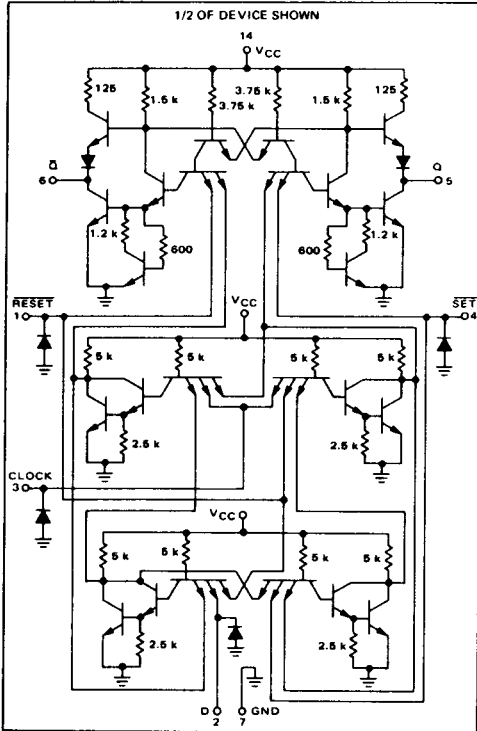 1/2 OF DEVICE SHOWN
14
VCC
125
1.5 k
3.75 k
3.75 k
1.5 k
125
Q̅
6
Q
5
1.2 k
600
600
1.2 k
R̅E̅S̅E̅T̅
1
VCC
S̅E̅T̅
4
5 k
5 k
5 k
5 k
2.5 k
2.5 k
CLOCK
3
VCC
5 k
5 k
5 k
5 k
2.5 k
2.5 k
D
2
7
GND